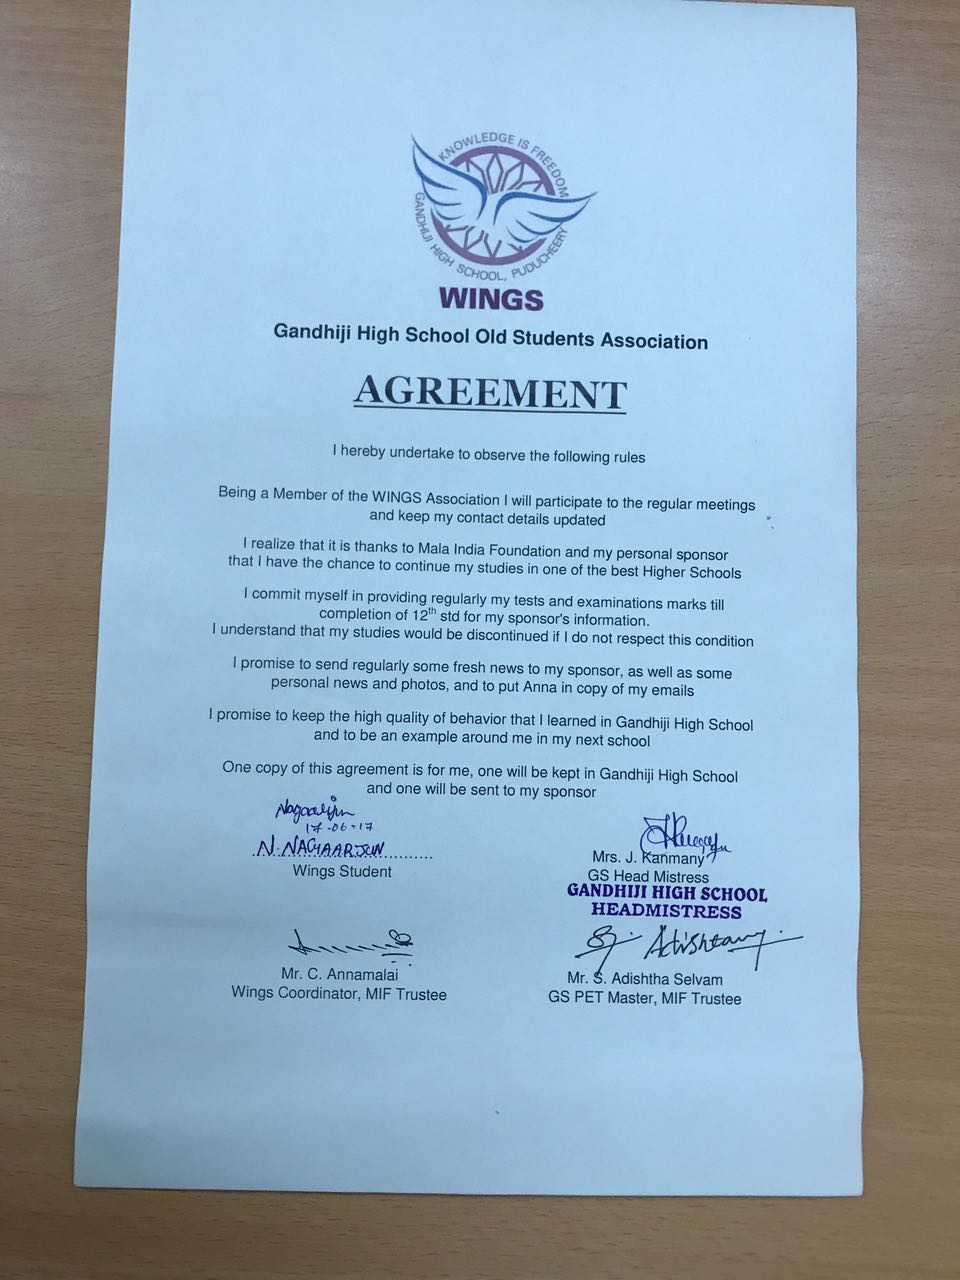 KNOWLEDGE IS FREEDOM
GANDHIJI HIGH SCHOOL, PUDUCHEERY
WINGS
Gandhiji High School Old Students Association
AGREEMENT
I hereby undertake to observe the following rules
Being a Member of the WINGS Association I will participate to the regular meetings
and keep my contact details updated
I realize that it is thanks to Mala India Foundation and my personal sponsor
that I have the chance to continue my studies in one of the best Higher Schools
I commit myself in providing regularly my tests and examinations marks till
completion of 12th std for my sponsor's information.
I understand that my studies would be discontinued if I do not respect this condition
I promise to send regularly some fresh news to my sponsor, as well as some
personal news and photos, and to put Anna in copy of my emails
I promise to keep the high quality of behavior that I learned in Gandhiji High School
and to be an example around me in my next school
One copy of this agreement is for me, one will be kept in Gandhiji High School
and one will be sent to my sponsor
17-06-17
N. NAGAARJUN
Wings Student
Mrs. J. Kanmany
GS Head Mistress
GANDHIJI HIGH SCHOOL
HEADMISTRESS
Mr. C. Annamalai
Wings Coordinator, MIF Trustee
Mr. S. Adishtha Selvam
GS PET Master, MIF Trustee